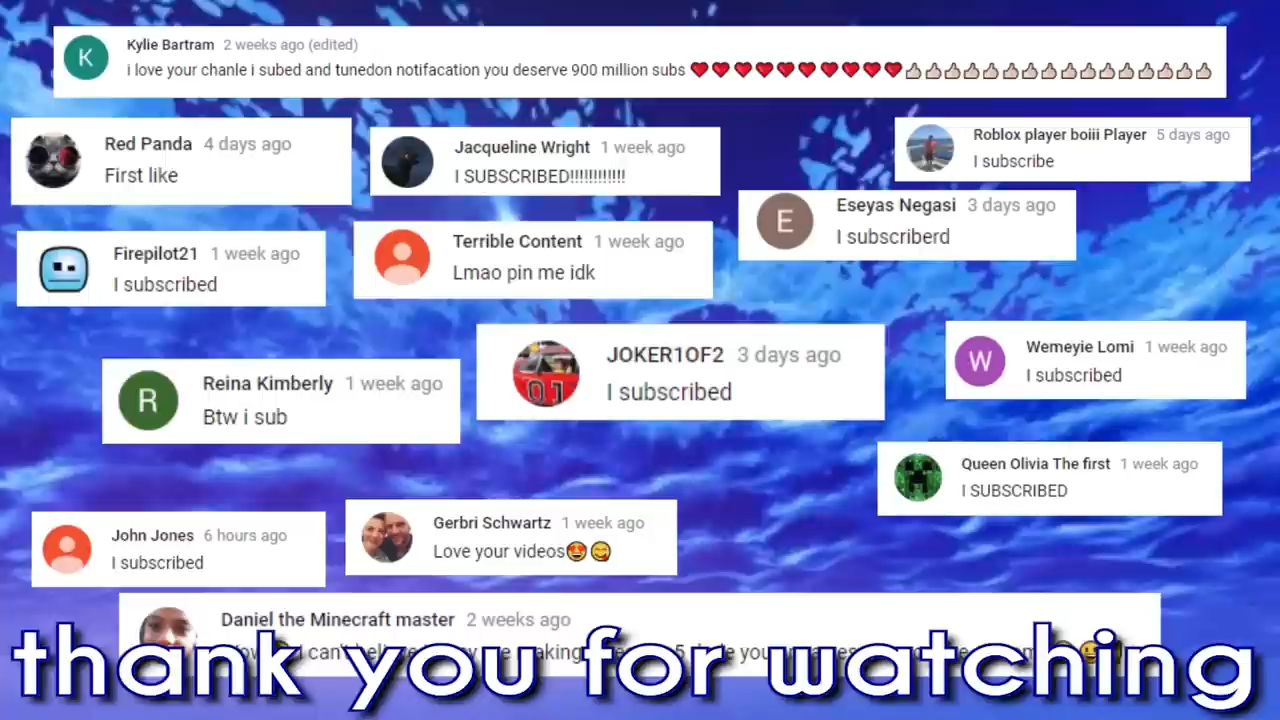 K
Kylie Bartram 2 weeks ago (edited)
i love your chanle i subed and tunedon notifacation you deserve 900 million subs ❤❤❤❤❤❤❤❤❤❤👍👍👍👍👍👍👍👍👍👍👍👍👍👍👍👍
Red Panda 4 days ago
First like
Jacqueline Wright 1 week ago
I SUBSCRIBED!!!!!!!!!!!!
Roblox player boiii Player 5 days ago
I subscribe
E
Eseyas Negasi 3 days ago
I subscriberd
Firepilot21 1 week ago
I subscribed
Terrible Content 1 week ago
Lmao pin me idk
JOKER1OF2 3 days ago
I subscribed
01
W
Wemeyie Lomi 1 week ago
I subscribed
R
Reina Kimberly 1 week ago
Btw i sub
Queen Olivia The first 1 week ago
I SUBSCRIBED
John Jones 6 hours ago
I subscribed
Gerbri Schwartz 1 week ago
Love your videos🤩😋
Daniel the Minecraft master 2 weeks ago
I can't
thank you for watching